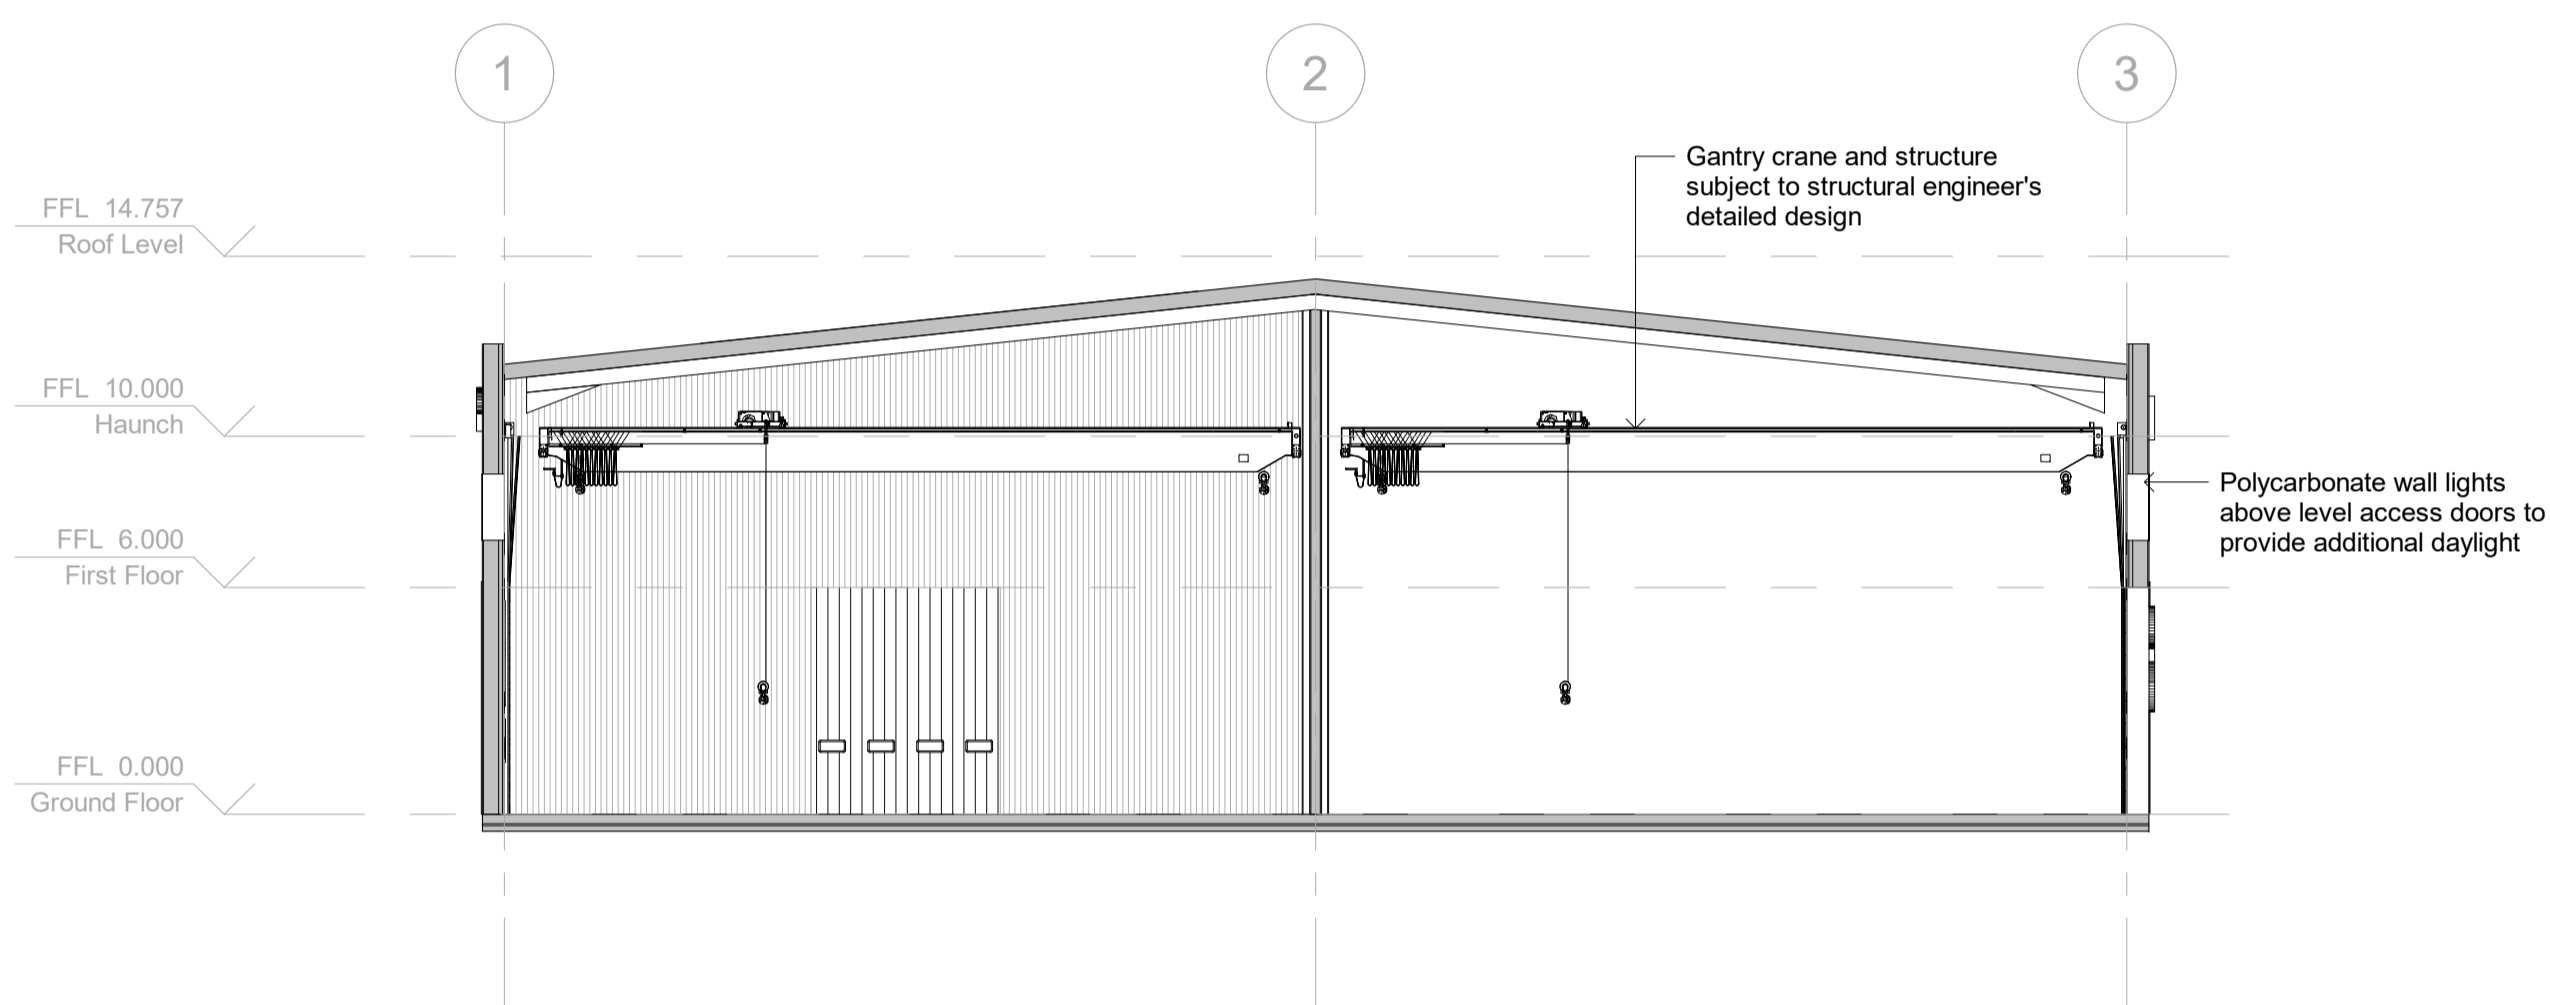 1
2
3
Gantry crane and structure
subject to structural engineer's
detailed design
FFL 14.757
Roof Level
FFL 10.000
Haunch
Polycarbonate wall lights
above level access doors to
provide additional daylight
FFL 6.000
First Floor
FFL 0.000
Ground Floor